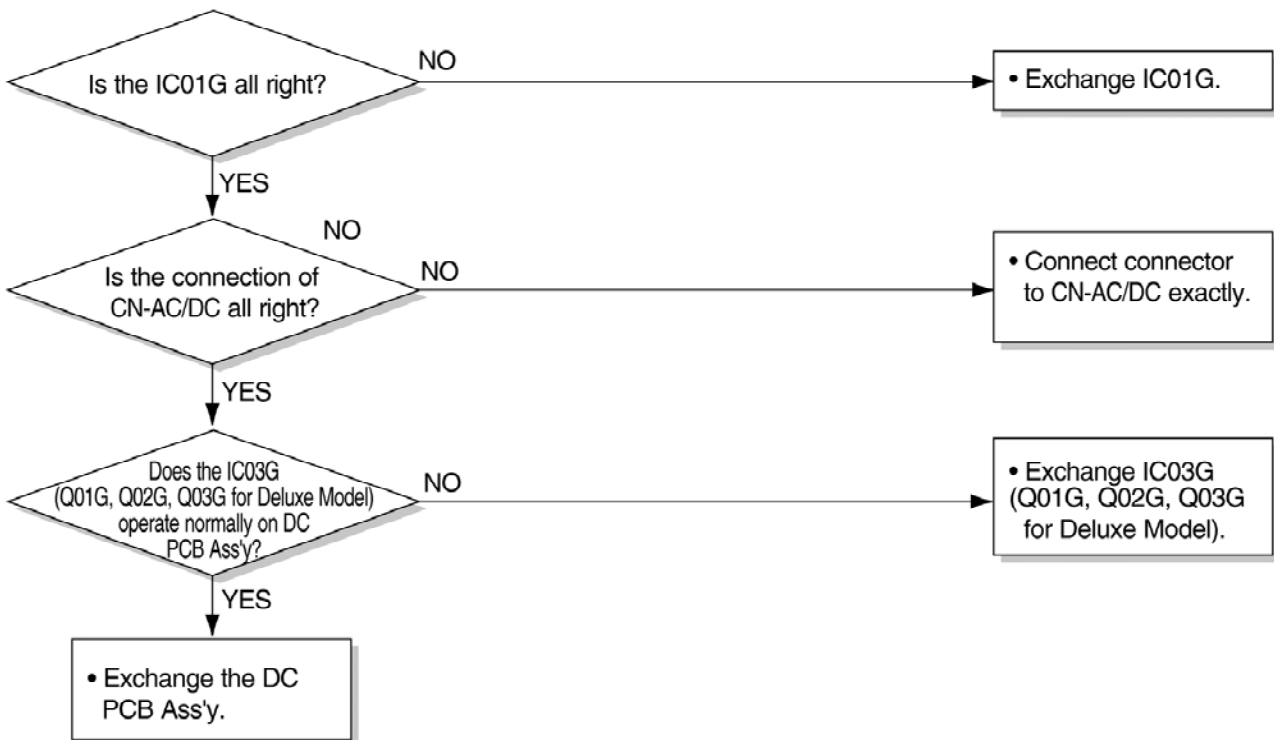 NO
Is the IC01G all right?
• Exchange IC01G.
YES
NO
Is the connection of
CN-AC/DC all right?
NO
• Connect connector
to CN-AC/DC exactly.
YES
Does the IC03G
(Q01G, Q02G, Q03G for Deluxe Model)
operate normally on DC
PCB Ass'y?
NO
• Exchange IC03G
(Q01G, Q02G, Q03G
for Deluxe Model).
YES
• Exchange the DC
PCB Ass'y.